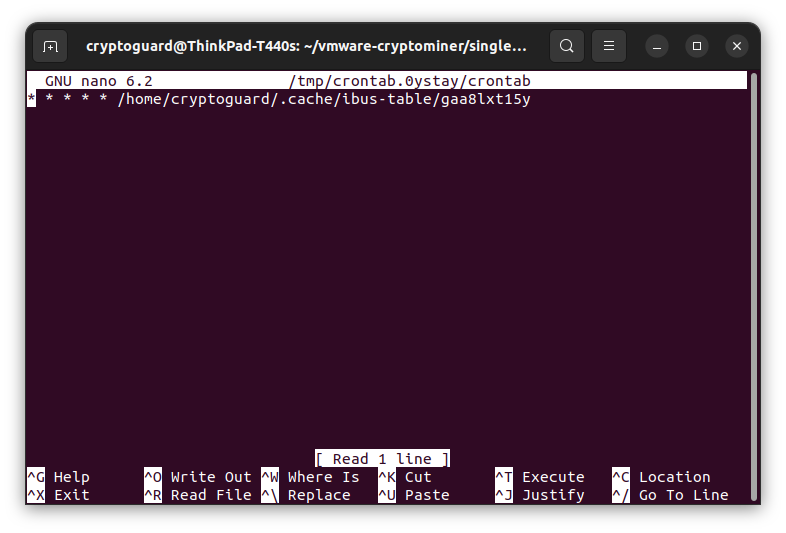 cryptoguard@ThinkPad-T440s: ~/vmware-cryptominer/single...
GNU nano 6.2 /tmp/crontab.0ystay/crontab
* * * * * /home/cryptoguard/.cache/ibus-table/gaa8lxt15y
[ Read 1 line ]
^G Help ^O Write Out ^W Where Is ^K Cut ^T Execute ^C Location
^X Exit ^R Read File ^\ Replace ^U Paste ^J Justify ^/ Go To Line